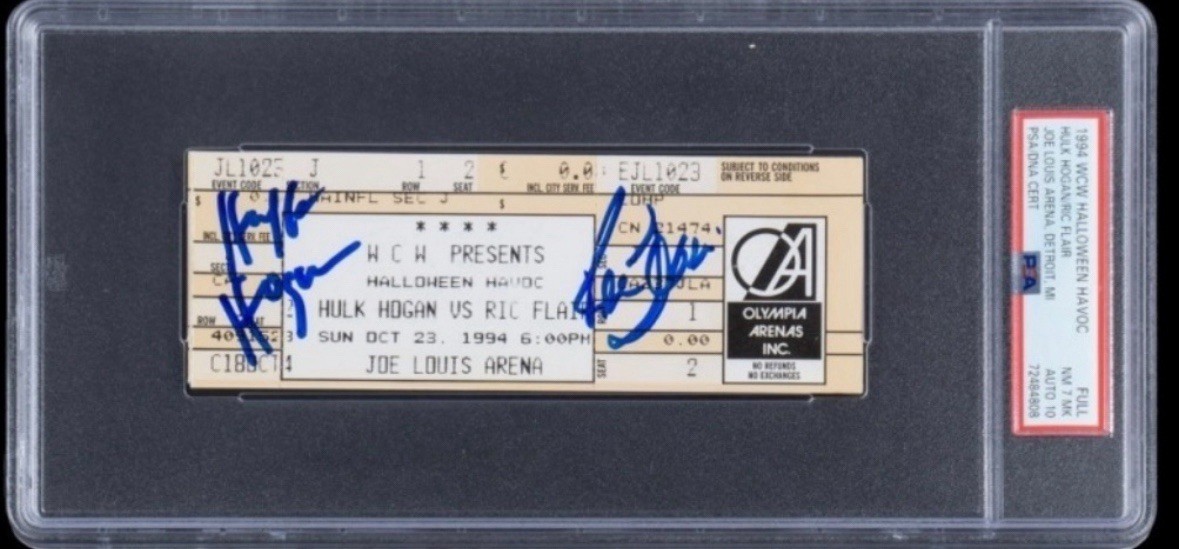 JL1023 J 1 2 $ 0.0 EJL1023 SUBJECT TO CONDITIONS
EVENT CODE ROW SEAT INCL. CITY SERV. FEE EVENT CODE ON REVERSE SIDE
$ MAINFL SEC J $ COMP
* * * *
CN 21474
W C W PRESENTS
HALLOWEEN HAVOC
HULK HOGAN VS RIC FLAI 1
ROW
SUN OCT 23. 1994 6:00PM 0.00
JOE LOUIS ARENA 2
Hulk
Hogan
Ric Flair
OLYMPIA
ARENAS
INC.
NO REFUNDS
NO EXCHANGES
1994 WCW HALLOWEEN HAVOC FULL
HULK HOGAN/RIC FLAIR NM 7 MK
JOE LOUIS ARENA, DETROIT, MI AUTO 10
PSA/DNA CERT 72484808
PSA